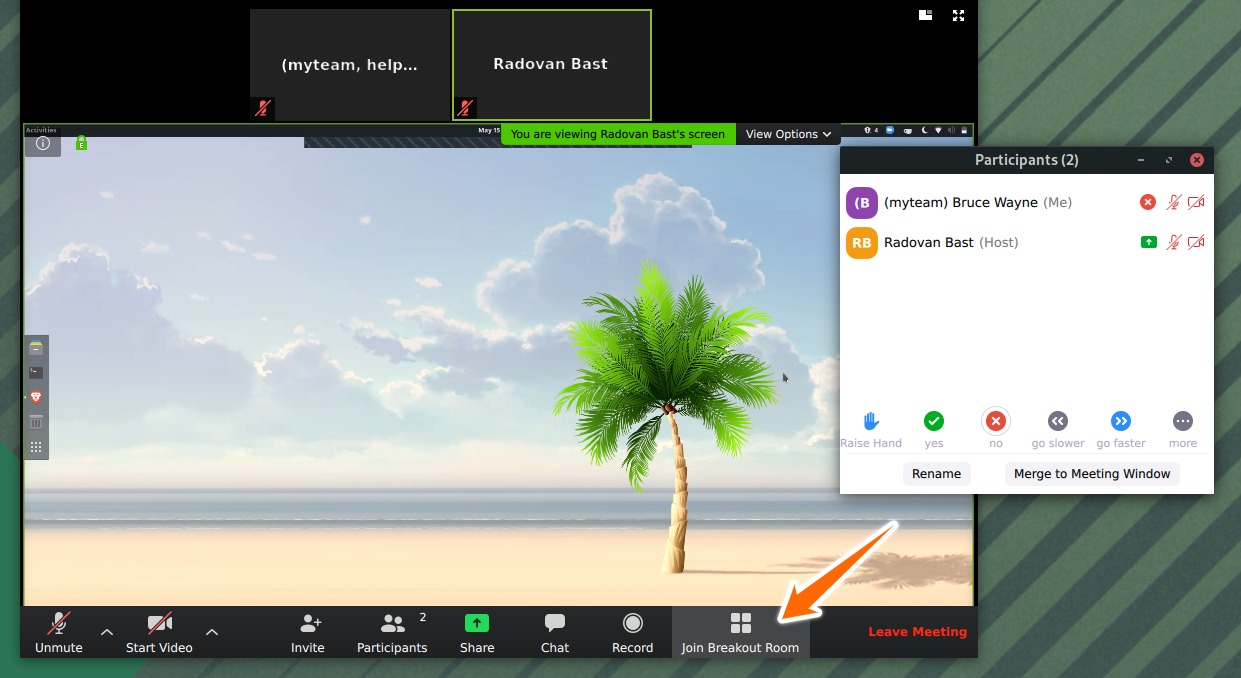 (myteam, help...
Radovan Bast
Activities
May 15
You are viewing Radovan Bast's screen
View Options
4
E
Participants (2)
(B
(myteam) Bruce Wayne (Me)
RB
Radovan Bast (Host)
Raise Hand
yes
no
go slower
go faster
more
Rename
Merge to Meeting Window
2
Unmute
Start Video
Invite
Participants
Share
Chat
Record
Join Breakout Room
Leave Meeting